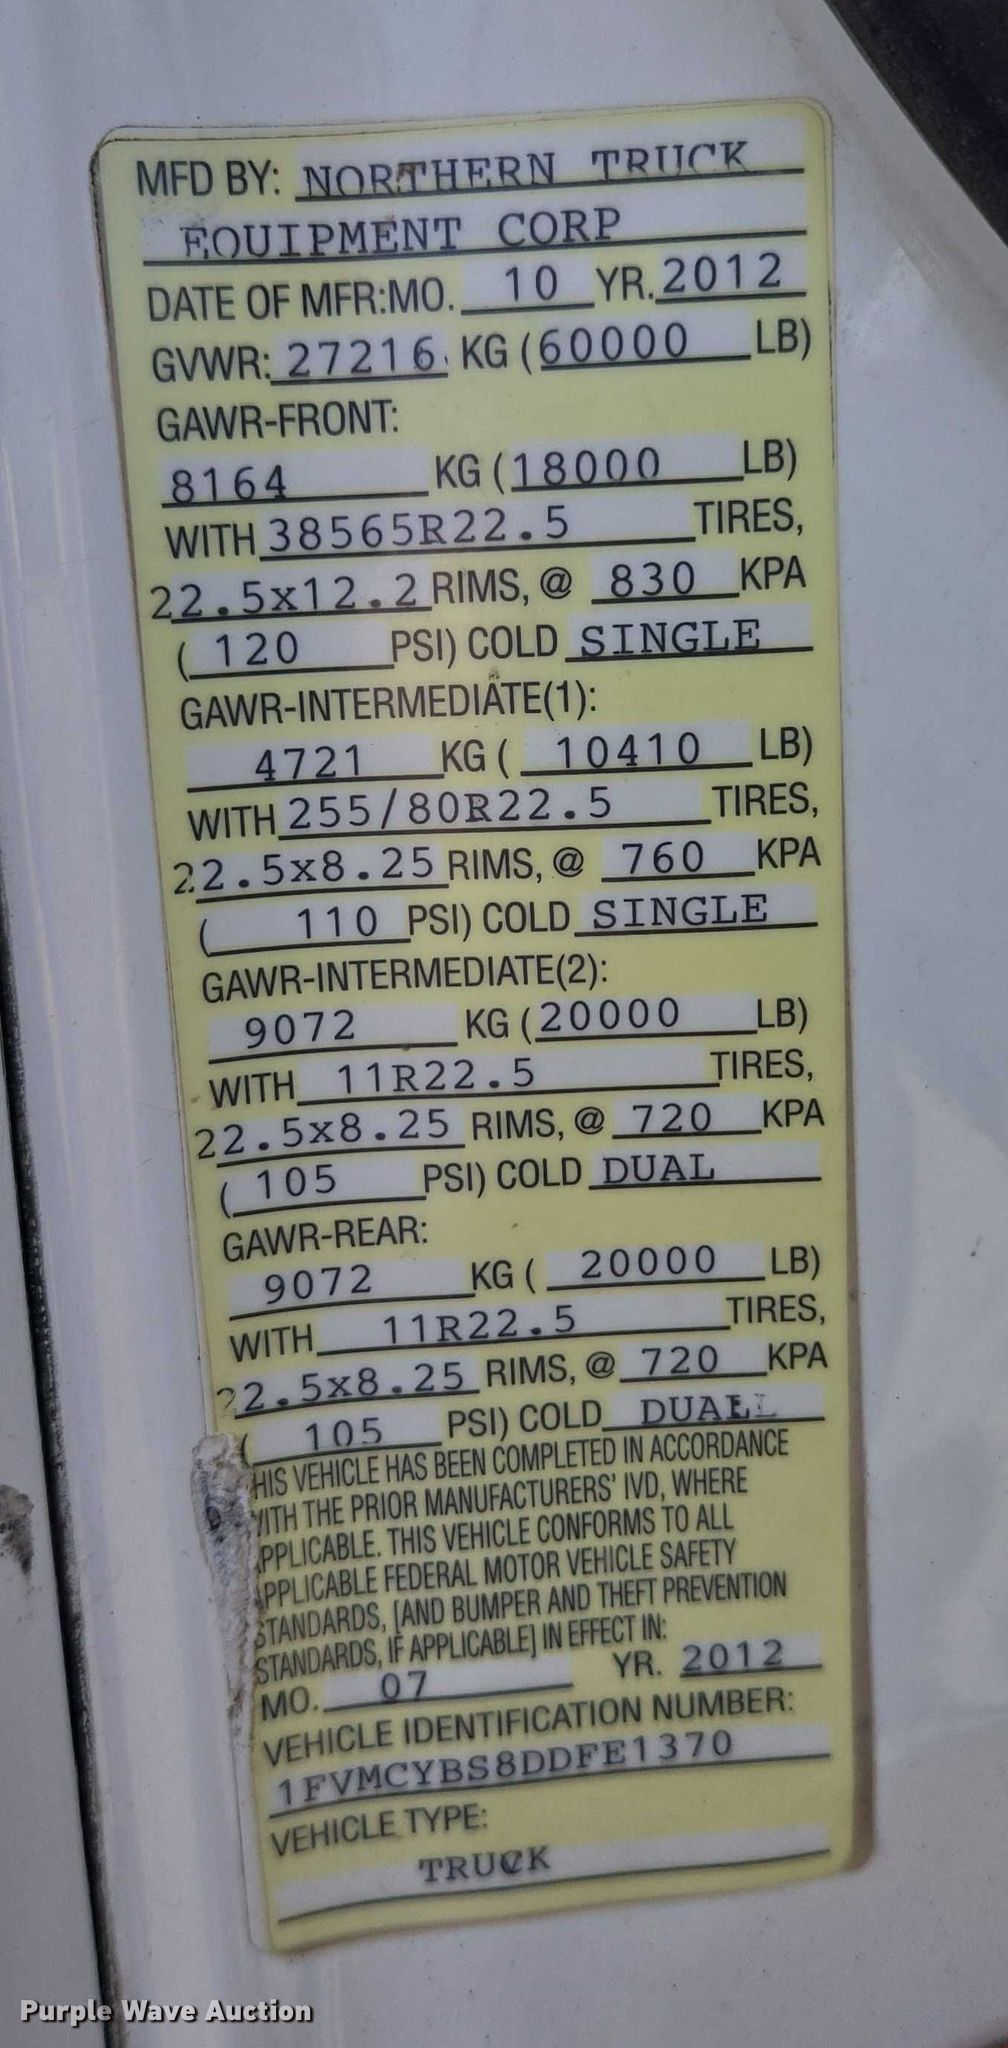 MFD BY: NORTHERN TRUCK
EQUIPMENT CORP
DATE OF MFR:MO. 10 YR. 2012
GVWR: 27216 KG (60000 LB)
GAWR-FRONT:
8164 KG (18000 LB)
WITH 38565R22.5 TIRES,
22.5x12.2 RIMS, @ 830 KPA
( 120 PSI) COLD SINGLE
GAWR-INTERMEDIATE(1):
4721 KG ( 10410 LB)
WITH 255/80R22.5 TIRES,
22.5x8.25 RIMS, @ 760 KPA
( 110 PSI) COLD SINGLE
GAWR-INTERMEDIATE(2):
9072 KG (20000 LB)
WITH 11R22.5 TIRES,
22.5x8.25 RIMS, @ 720 KPA
( 105 PSI) COLD DUAL
GAWR-REAR:
9072 KG ( 20000 LB)
WITH 11R22.5 TIRES,
22.5x8.25 RIMS, @ 720 KPA
( 105 PSI) COLD DUALL
HIS VEHICLE HAS BEEN COMPLETED IN ACCORDANCE
WITH THE PRIOR MANUFACTURERS' IVD, WHERE
PPLICABLE. THIS VEHICLE CONFORMS TO ALL
APPLICABLE FEDERAL MOTOR VEHICLE SAFETY
STANDARDS, [AND BUMPER AND THEFT PREVENTION
STANDARDS, IF APPLICABLE] IN EFFECT IN:
MO. 07 YR. 2012
VEHICLE IDENTIFICATION NUMBER:
1FVMCYBS8DDFE1370
VEHICLE TYPE:
TRUCK
Purple Wave Auction